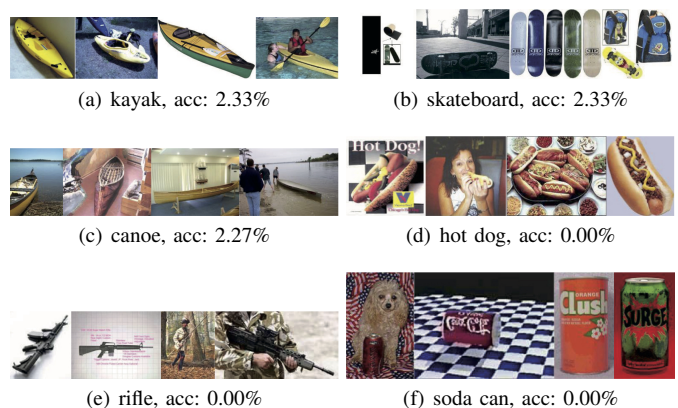 (a) kayak, acc: 2.33%
(b) skateboard, acc: 2.33%
Hot Dog!
(c) canoe, acc: 2.27%
(d) hot dog, acc: 0.00%
ORANGE
Clush
SURGE
(e) rifle, acc: 0.00%
(f) soda can, acc: 0.00%